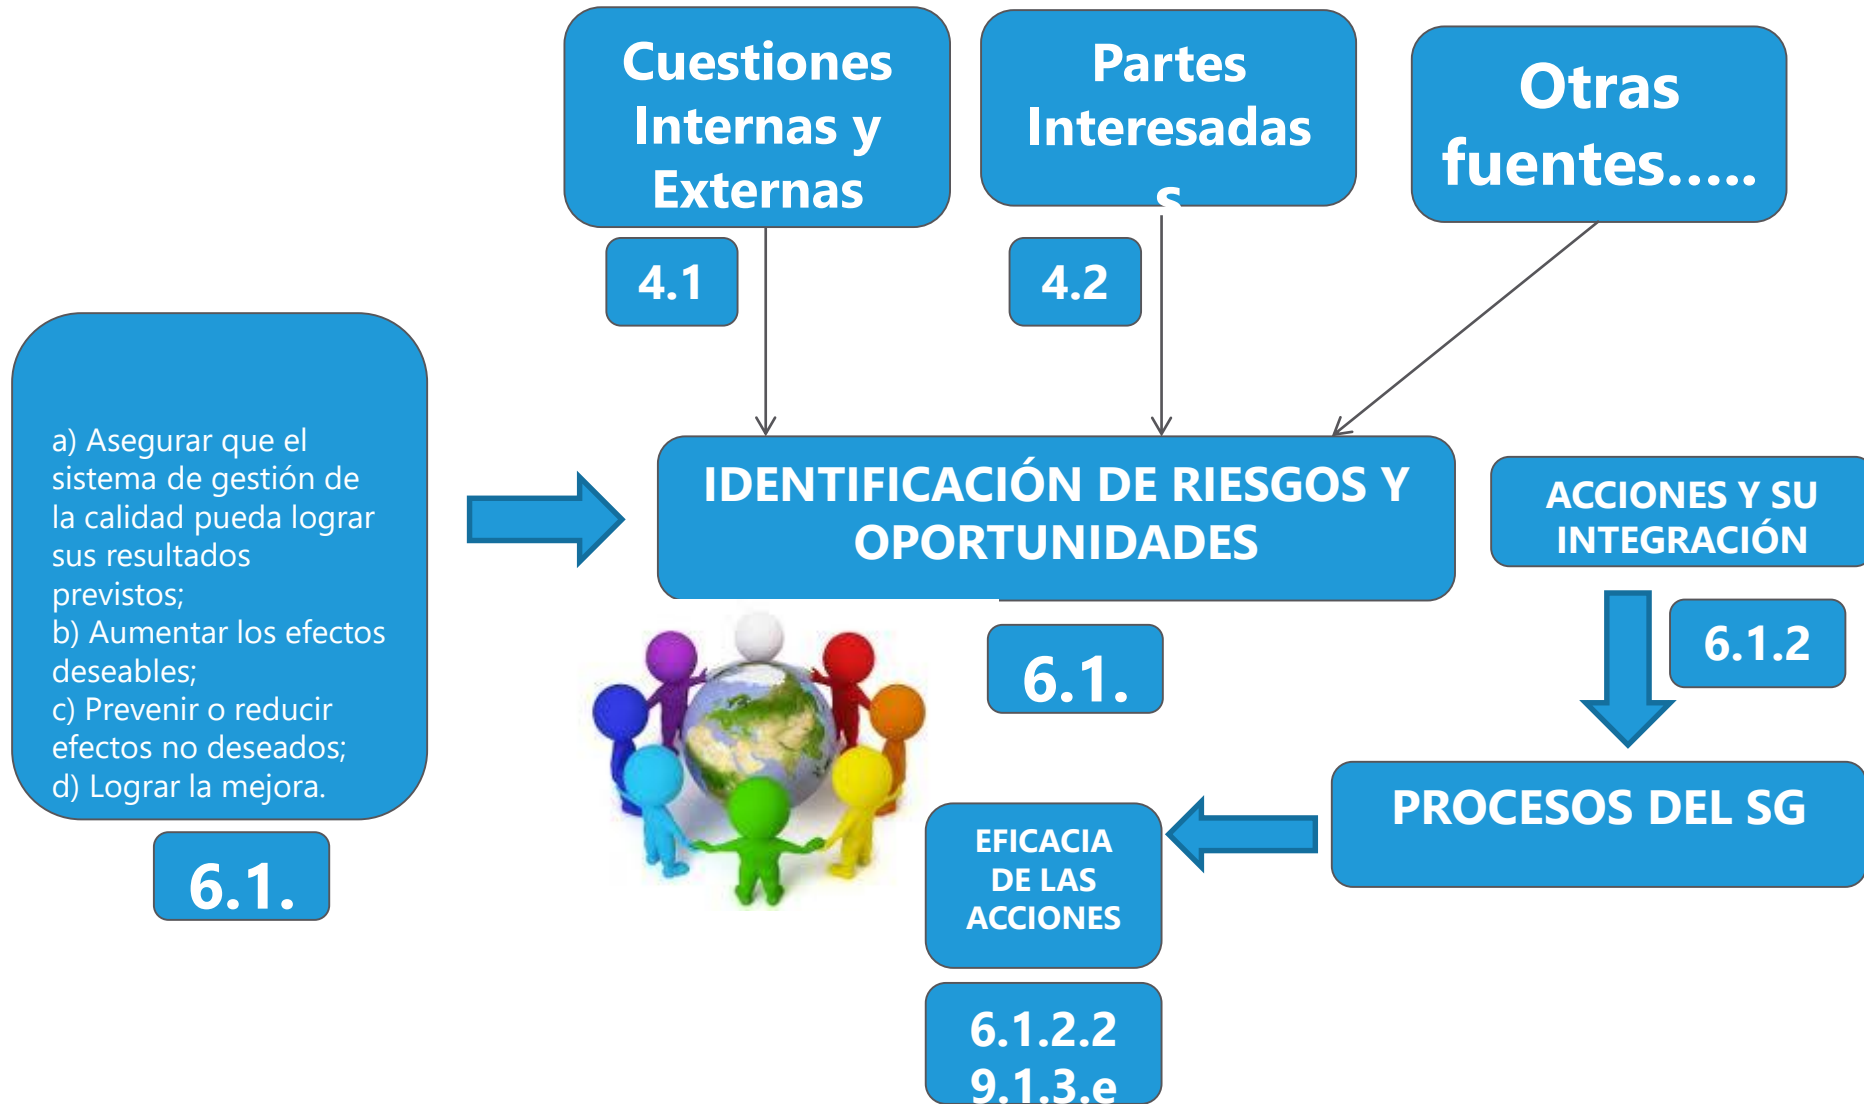 Cuestiones
Internas y
Externas
Partes
Interesadas
s
Otras
fuentes.....
4.1
4.2
a) Asegurar que el
sistema de gestión de
la calidad pueda lograr
sus resultados
previstos;
b) Aumentar los efectos
deseables;
c) Prevenir o reducir
efectos no deseados;
d) Lograr la mejora.
6.1.
IDENTIFICACIÓN DE RIESGOS Y
OPORTUNIDADES
6.1.
ACCIONES Y SU
INTEGRACIÓN
6.1.2
PROCESOS DEL SG
EFICACIA
DE LAS
ACCIONES
6.1.2.2
9.1.3.e